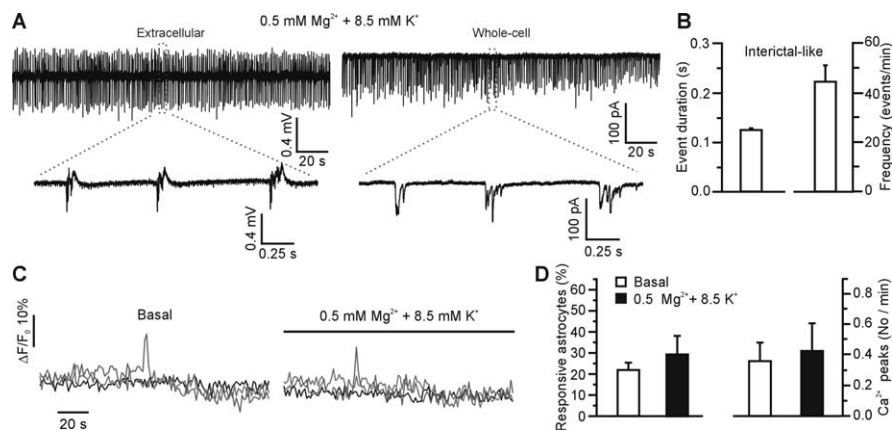 A
0.5 mM Mg²⁺ + 8.5 mM K⁺
Extracellular
Whole-cell
0.4 mV
20 s
100 pA
20 s
0.4 mV
0.25 s
100 pA
0.25 s
B
Interictal-like
Event duration (s)
0.3
0.2
0.1
0.0
Frequency (events/min)
60
40
20
0
C
ΔF/F₀ 10%
Basal
0.5 mM Mg²⁺ + 8.5 mM K⁺
20 s
D
Basal
0.5 Mg²⁺ + 8.5 K⁺
Responsive astrocytes (%)
60
50
40
30
20
10
0
Ca²⁺ peaks (No / min)
0.8
0.6
0.4
0.2
0.0